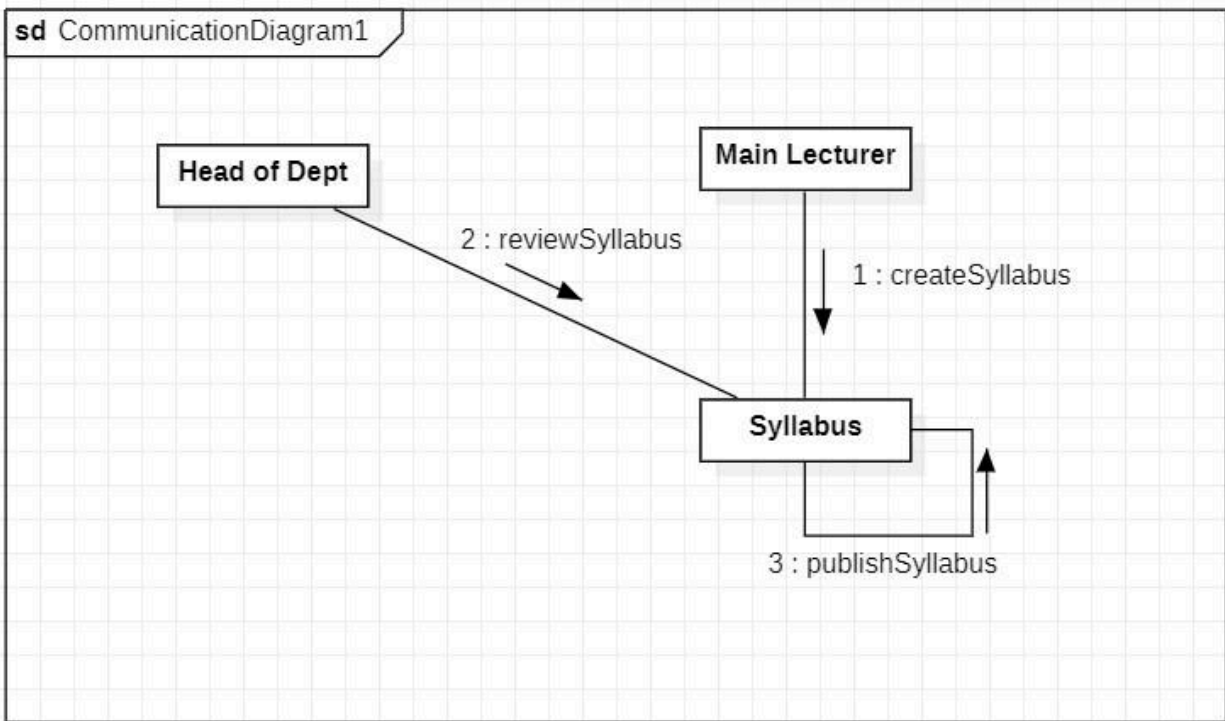 sd CommunicationDiagram1
Head of Dept
Main Lecturer
2 : reviewSyllabus
1 : createSyllabus
Syllabus
3 : publishSyllabus